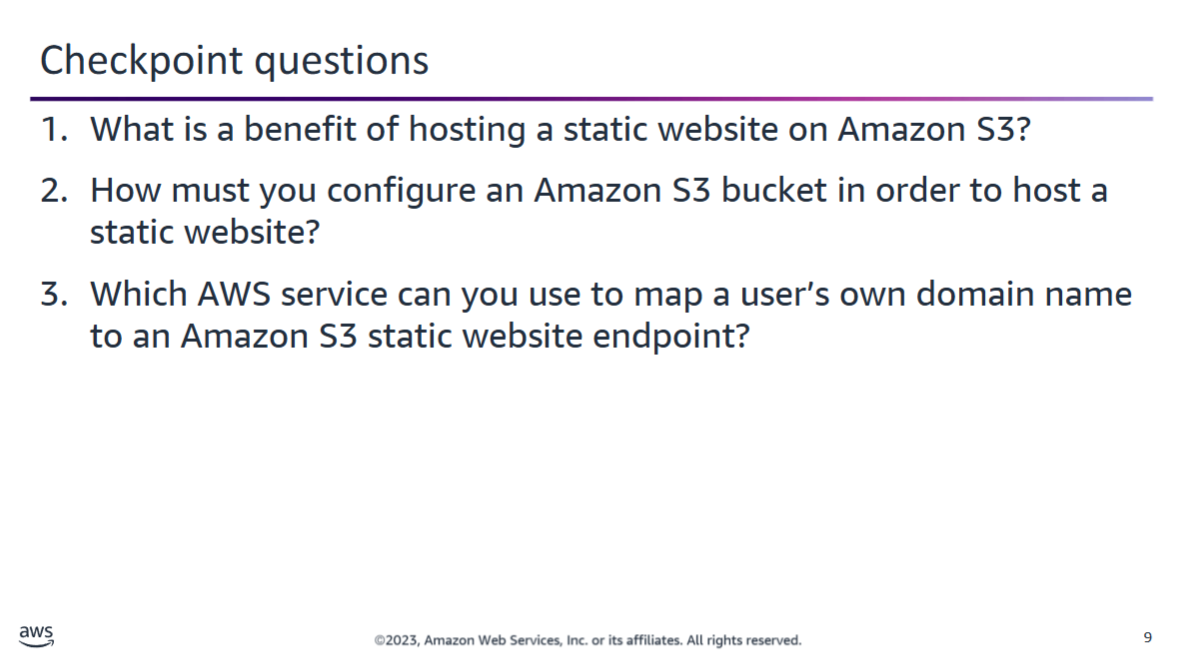 Checkpoint questions
1. What is a benefit of hosting a static website on Amazon S3?
2. How must you configure an Amazon S3 bucket in order to host a
static website?
3. Which AWS service can you use to map a user’s own domain name
to an Amazon S3 static website endpoint?
aws
©2023, Amazon Web Services, Inc. or its affiliates. All rights reserved.
9